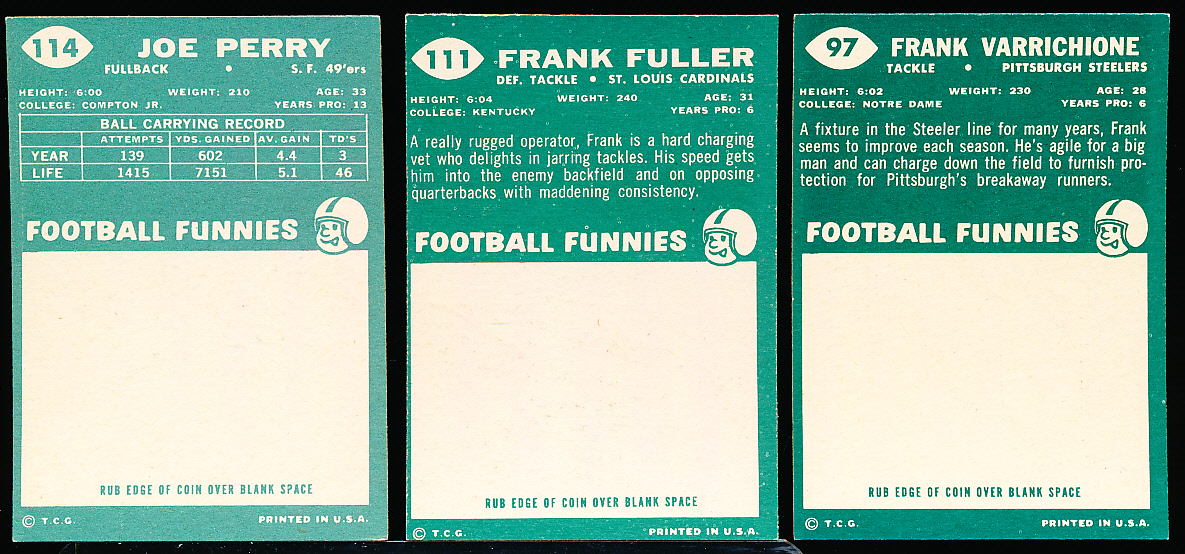 114 JOE PERRY
FULLBACK • S. F. 49'ers
HEIGHT: 6:00 WEIGHT: 210 AGE: 33
COLLEGE: COMPTON JR. YEARS PRO: 13
BALL CARRYING RECORD
ATTEMPTS YDS. GAINED AV. GAIN TD'S
YEAR 139 602 4.4 3
LIFE 1415 7151 5.1 46
FOOTBALL FUNNIES
RUB EDGE OF COIN OVER BLANK SPACE
© T.C.G. PRINTED IN U.S.A.
111 FRANK FULLER
DEF. TACKLE • ST. LOUIS CARDINALS
HEIGHT: 6:04 WEIGHT: 240 AGE: 31
COLLEGE: KENTUCKY YEARS PRO: 6
A really rugged operator, Frank is a hard charging
vet who delights in jarring tackles. His speed gets
him into the enemy backfield and on opposing
quarterbacks with maddening consistency.
FOOTBALL FUNNIES
RUB EDGE OF COIN OVER BLANK SPACE
© T.C.G. PRINTED IN U.S.A.
97 FRANK VARRICHIONE
TACKLE • PITTSBURGH STEELERS
HEIGHT: 6:02 WEIGHT: 230 AGE: 28
COLLEGE: NOTRE DAME YEARS PRO: 6
A fixture in the Steeler line for many years, Frank
seems to improve each season. He's agile for a big
man and can charge down the field to furnish pro-
tection for Pittsburgh's breakaway runners.
FOOTBALL FUNNIES
RUB EDGE OF COIN OVER BLANK SPACE
© T.C.G. PRINTED IN U.S.A.